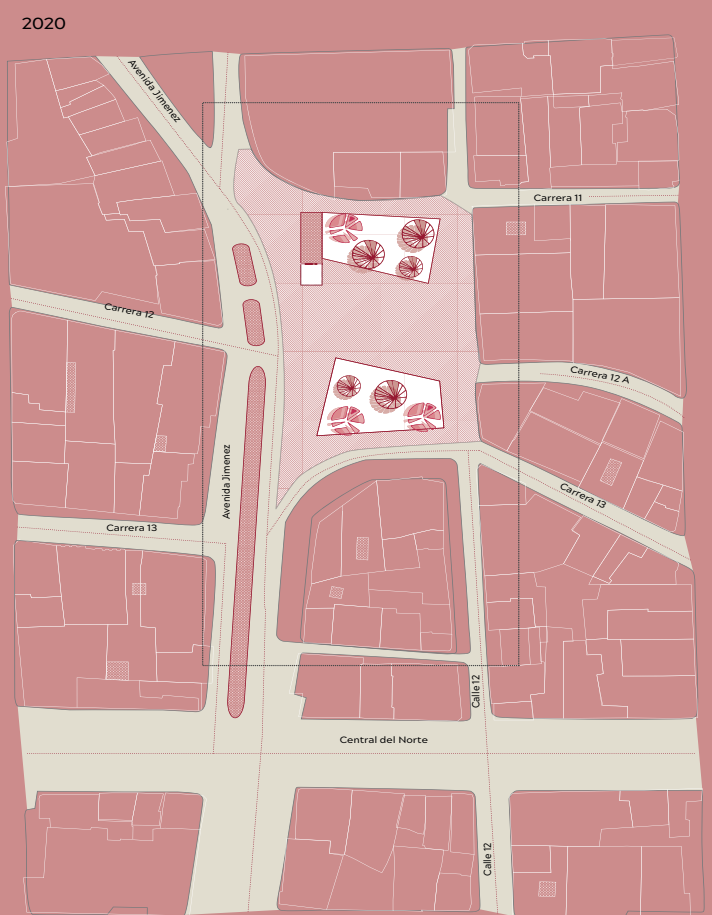 2020
Avenida Jimenez
Carrera 11
Carrera 12
Carrera 12 A
Avenida Jimenez
Carrera 13
Carrera 13
Calle 12
Central del Norte
Calle 12